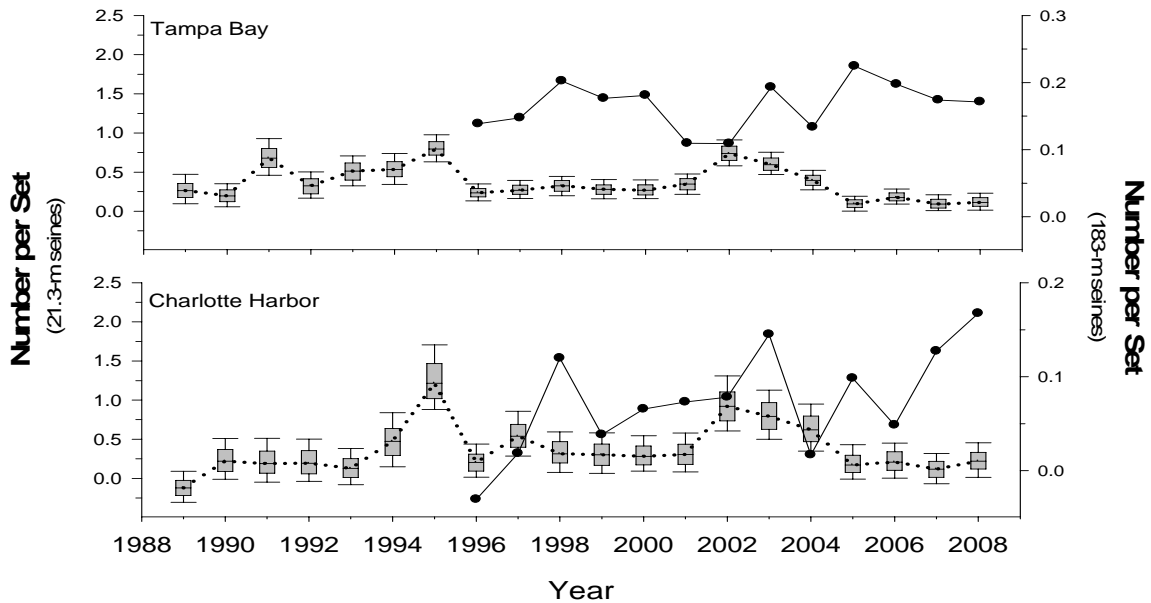 Tampa Bay
2.5
2.0
1.5
1.0
0.5
0.0
0.3
0.2
0.1
0.0
Charlotte Harbor
2.5
2.0
1.5
1.0
0.5
0.0
0.2
0.1
0.0
Number per Set
(21.3-m seines)
Number per Set
(183-m seines)
1988 1990 1992 1994 1996 1998 2000 2002 2004 2006 2008
Year